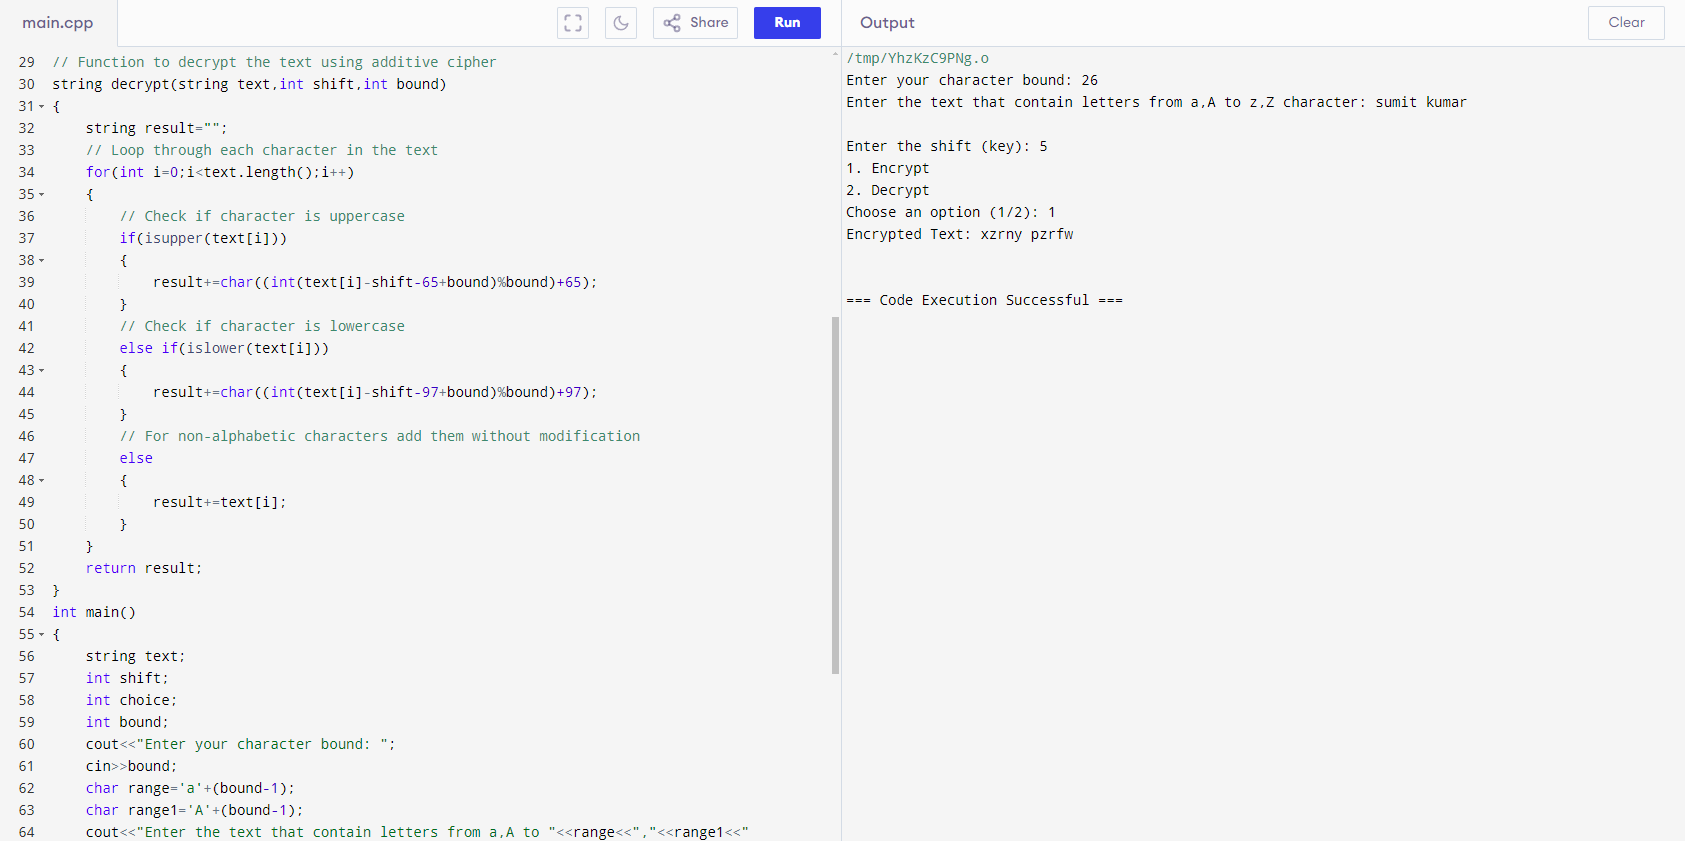 main.cpp
Share
Run
Output
Clear
29 // Function to decrypt the text using additive cipher
30 string decrypt(string text,int shift,int bound)
31 {
32     string result="";
33     // Loop through each character in the text
34     for(int i=0;i<text.length();i++)
35     {
36         // Check if character is uppercase
37         if(isupper(text[i]))
38         {
39             result+=char((int(text[i]-shift-65+bound)%bound)+65);
40         }
41         // Check if character is lowercase
42         else if(islower(text[i]))
43         {
44             result+=char((int(text[i]-shift-97+bound)%bound)+97);
45         }
46         // For non-alphabetic characters add them without modification
47         else
48         {
49             result+=text[i];
50         }
51     }
52     return result;
53 }
54 int main()
55 {
56     string text;
57     int shift;
58     int choice;
59     int bound;
60     cout<<"Enter your character bound: ";
61     cin>>bound;
62     char range='a'+(bound-1);
63     char range1='A'+(bound-1);
64     cout<<"Enter the text that contain letters from a,A to "<<range<<","<<range1<<"
/tmp/YhzKzC9PNg.o
Enter your character bound: 26
Enter the text that contain letters from a,A to z,Z character: sumit kumar
Enter the shift (key): 5
1. Encrypt
2. Decrypt
Choose an option (1/2): 1
Encrypted Text: xzrny pzrfw
=== Code Execution Successful ===